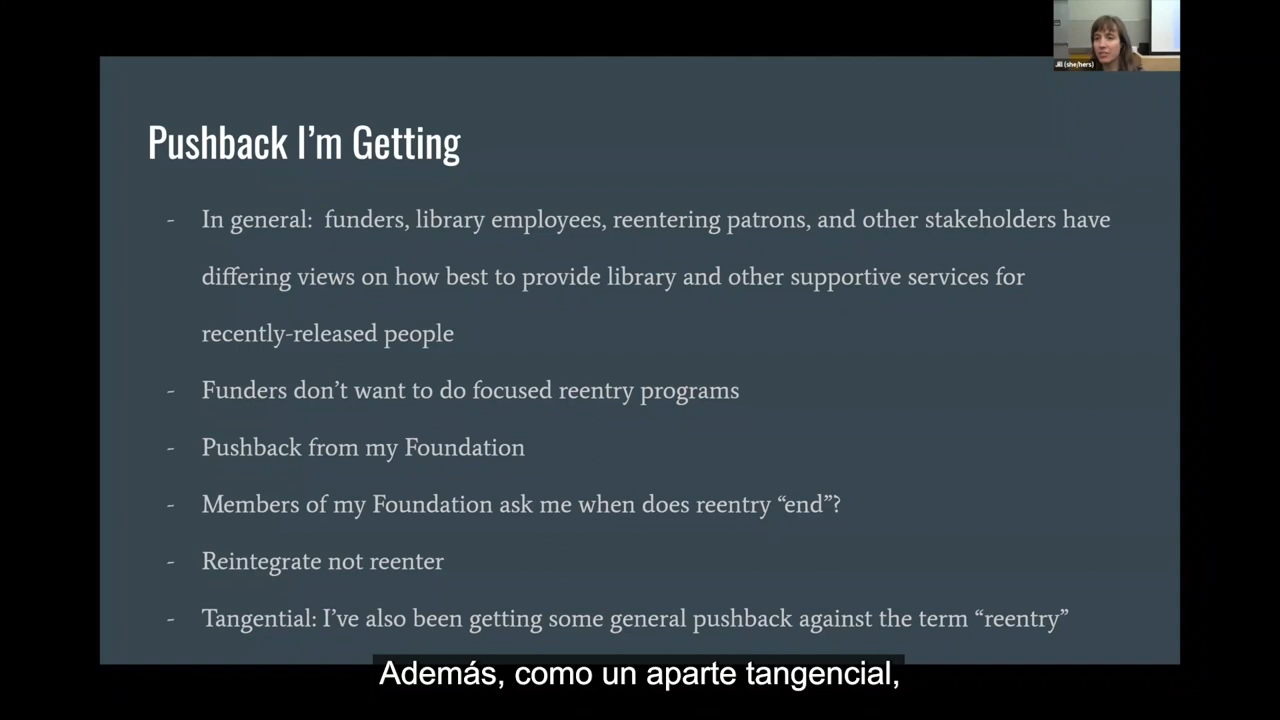 Jill (she/hers)
Pushback I’m Getting
- In general:  funders, library employees, reentering patrons, and other stakeholders have
differing views on how best to provide library and other supportive services for
recently-released people
- Funders don’t want to do focused reentry programs
- Pushback from my Foundation
- Members of my Foundation ask me when does reentry “end”?
- Reintegrate not reenter
- Tangential: I’ve also been getting some general pushback against the term “reentry”
Además, como un aparte tangencial,